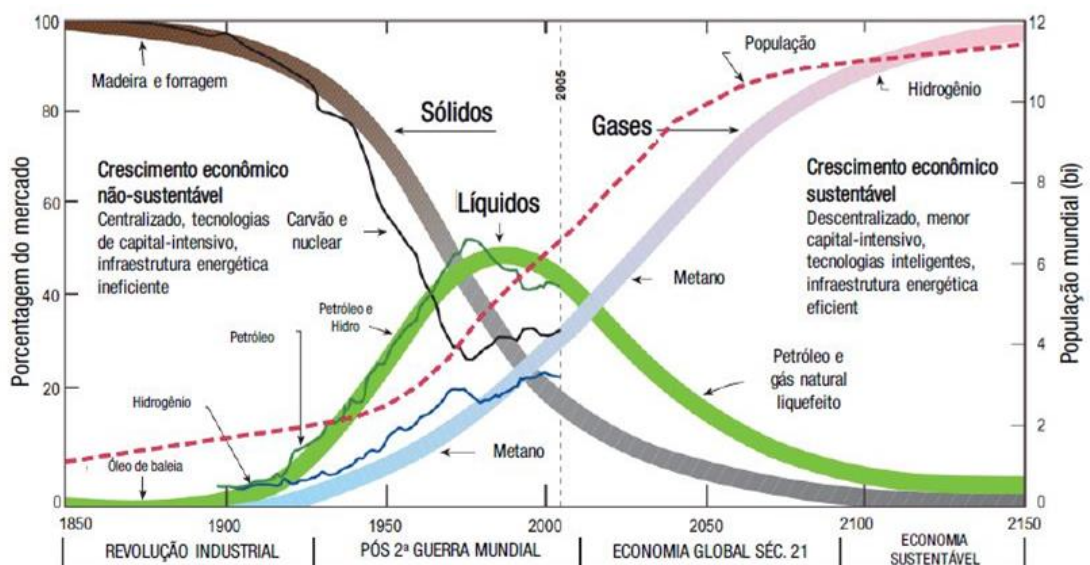 100
80
60
40
20
0
Porcentagem do mercado
Madeira e forragem
Sólidos
Crescimento econômico
não-sustentável
Centralizado, tecnologias
de capital-intensivo,
infraestrutura energética
ineficiente
Carvão e
nuclear
Líquidos
Petróleo e
Hidro
Petróleo
Hidrogênio
Óleo de baleia
Metano
2005
População
Gases
Hidrogênio
Crescimento econômico
sustentável
Descentralizado, menor
capital-intensivo,
tecnologias inteligentes,
infraestrutura energética
eficient
Metano
Petróleo e
gás natural
liquefeito
12
10
8
6
4
2
0
População mundial (bi)
1850 1900 1950 2000 2050 2100 2150
REVOLUÇÃO INDUSTRIAL PÓS 2ª GUERRA MUNDIAL ECONOMIA GLOBAL SÉC. 21 ECONOMIA
SUSTENTÁVEL